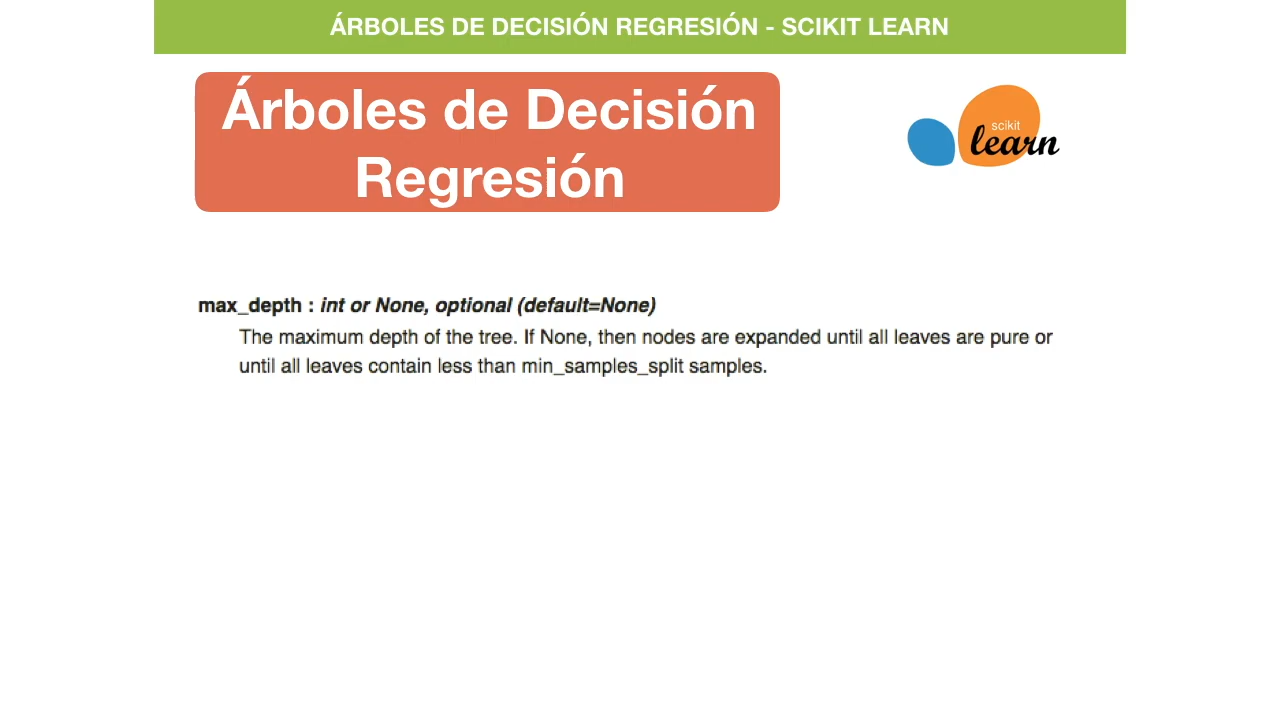 ÁRBOLES DE DECISIÓN REGRESIÓN - SCIKIT LEARN
Árboles de Decisión
Regresión
scikit
learn
max_depth : int or None, optional (default=None)
The maximum depth of the tree. If None, then nodes are expanded until all leaves are pure or
until all leaves contain less than min_samples_split samples.